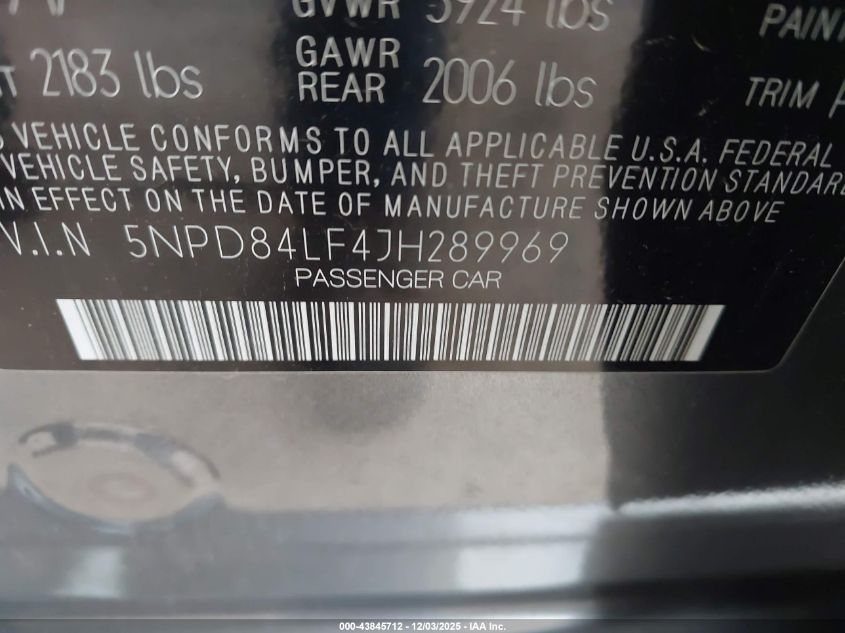 GVWR 3924 lbs PAIN
2183 lbs GAWR REAR 2006 lbs TRIM
VEHICLE CONFORMS TO ALL APPLICABLE U.S.A. FEDERAL
VEHICLE SAFETY, BUMPER, AND THEFT PREVENTION STANDARD
IN EFFECT ON THE DATE OF MANUFACTURE SHOWN ABOVE
V.I.N 5NPD84LF4JH289969
PASSENGER CAR
000-43845712 - 12/03/2025 - IAA Inc.